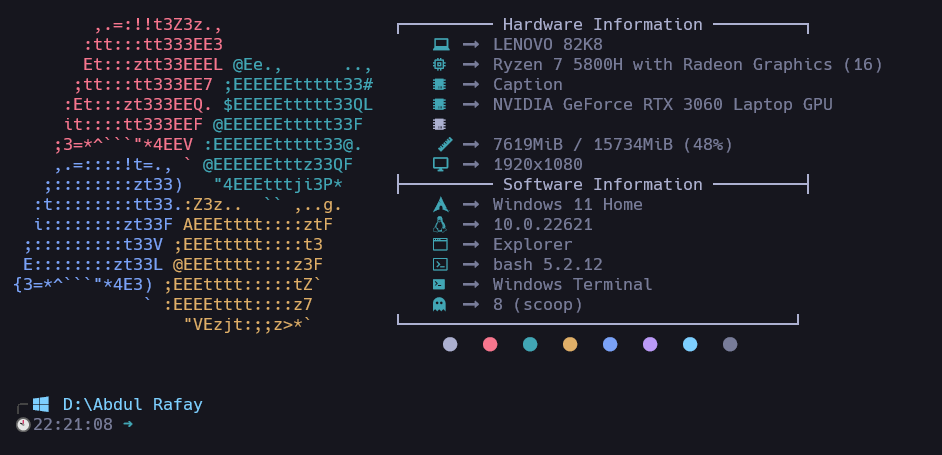 ,.=:!!t3Z3z.,
       :tt:::tt333EE3
       Et:::ztt33EEEL @Ee.,      ..,
      ;tt:::tt333EE7 ;EEEEEEttttt33#
     :Et:::zt333EEQ. $EEEEEttttt33QL
     it::::tt333EEF @EEEEEEttttt33F
    ;3=*^```"*4EEV :EEEEEEttttt33@.
    ,.=::::!t=., ` @EEEEEEtttz33QF
   ;::::::::zt33)   "4EEEtttji3P*
  :t::::::::tt33.:Z3z..  `` ,..g.
  i::::::::zt33F AEEEtttt::::ztF
 ;:::::::::t33V ;EEEttttt::::t3
 E::::::::zt33L @EEEtttt::::z3F
{3=*^```"*4E3) ;EEEtttt:::::tZ`
             ` :EEEEtttt::::z7
                 "VEzjt:;;z>*`
Hardware Information
LENOVO 82K8
Ryzen 7 5800H with Radeon Graphics (16)
Caption
NVIDIA GeForce RTX 3060 Laptop GPU
7619MiB / 15734MiB (48%)
1920x1080
Software Information
Windows 11 Home
10.0.22621
Explorer
bash 5.2.12
Windows Terminal
8 (scoop)
D:\Abdul Rafay
22:21:08 ➜